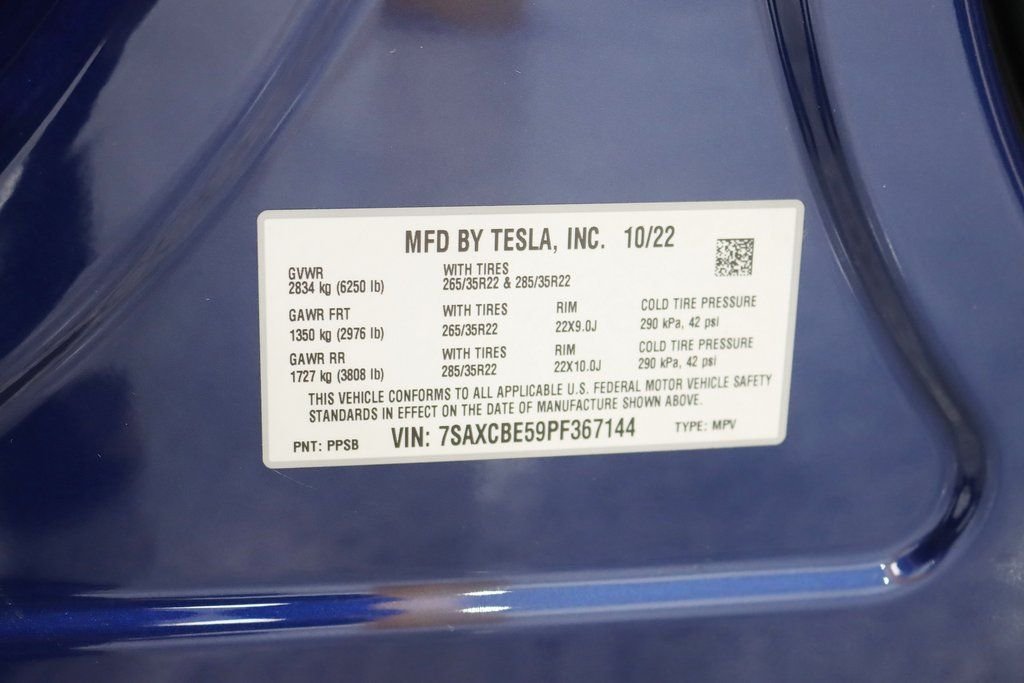 MFD BY TESLA, INC. 10/22
GVWR WITH TIRES
2834 kg (6250 lb) 265/35R22 & 285/35R22
GAWR FRT WITH TIRES RIM COLD TIRE PRESSURE
1350 kg (2976 lb) 265/35R22 22X9.0J 290 kPa, 42 psi
GAWR RR WITH TIRES RIM COLD TIRE PRESSURE
1727 kg (3808 lb) 285/35R22 22X10.0J 290 kPa, 42 psi
THIS VEHICLE CONFORMS TO ALL APPLICABLE U.S. FEDERAL MOTOR VEHICLE SAFETY
STANDARDS IN EFFECT ON THE DATE OF MANUFACTURE SHOWN ABOVE.
PNT: PPSB VIN: 7SAXCBE59PF367144 TYPE: MPV